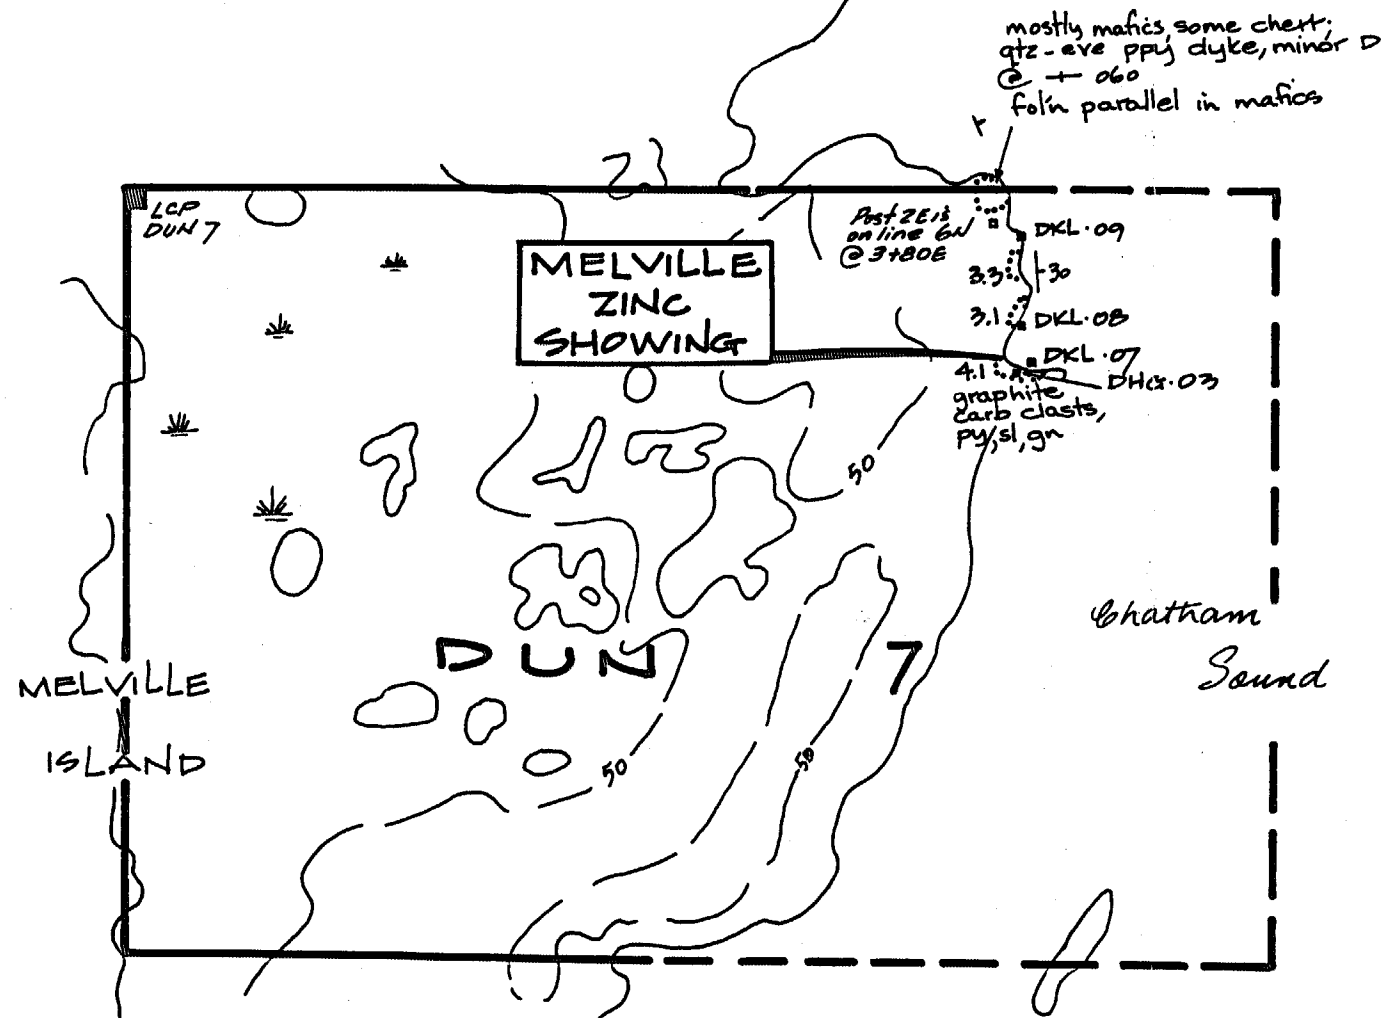 mostly mafics, some chert;
qtz-eye ppy dyke, minor D
@ 060
fol'n parallel in mafics
LCP
DUN 7
Post 2E is
on line 6N
@ 3+80E
DKL·09
3.3
30
3.1
DKL·08
DKL·07
4.1
DHG·03
graphite
carb clasts,
py, sl, gn
MELVILLE
ZINC
SHOWING
50
Chatham
Sound
DUN 7
MELVILLE
ISLAND
50
50